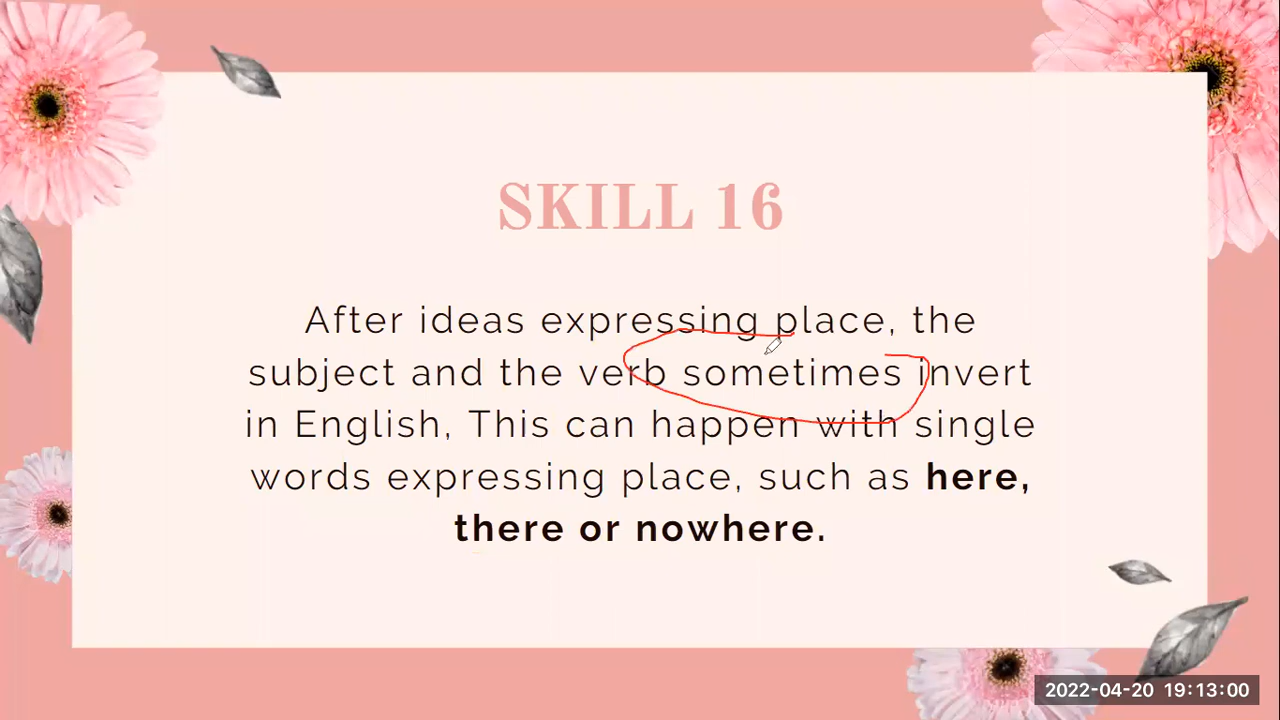 SKILL 16
After ideas expressing place, the
subject and the verb sometimes invert
in English, This can happen with single
words expressing place, such as here,
there or nowhere.
2022-04-20 19:13:00